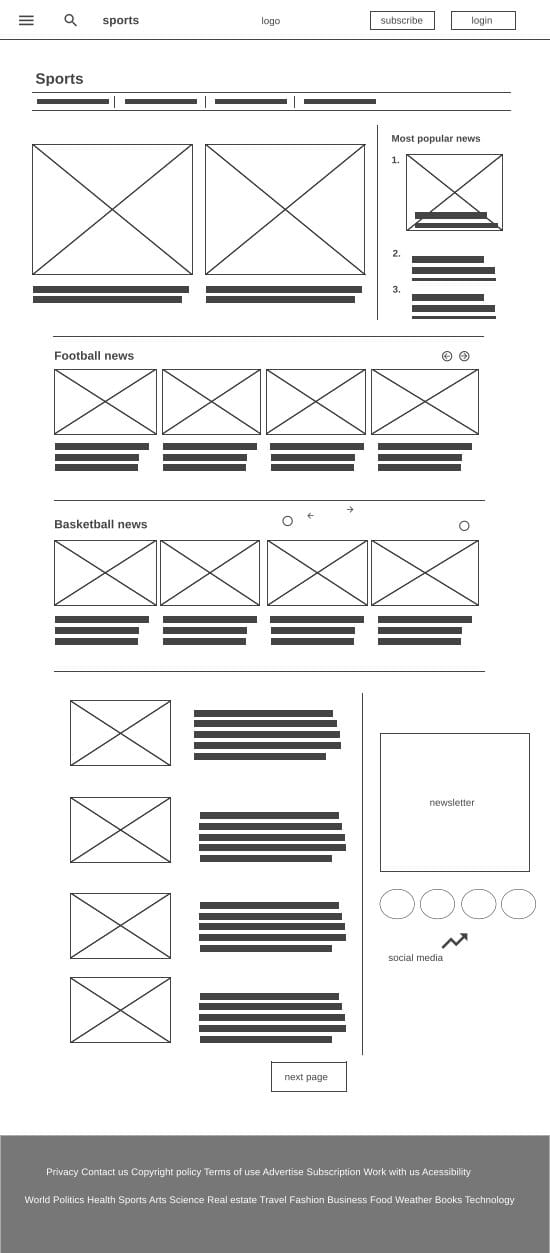 sports
logo
subscribe
login
Sports
Most popular news
1.
2.
3.
Football news
Basketball news
newsletter
social media
next page
Privacy Contact us Copyright policy Terms of use Advertise Subscription Work with us Acessibility
World Politics Health Sports Arts Science Real estate Travel Fashion Business Food Weather Books Technology